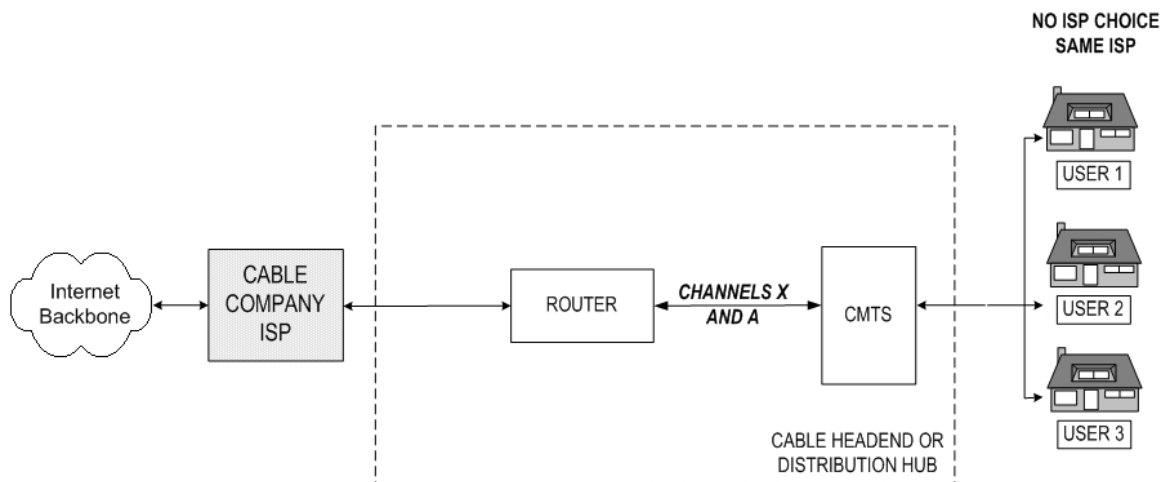 NO ISP CHOICE
SAME ISP
USER 1
Internet
Backbone
CABLE
COMPANY
ISP
ROUTER
CHANNELS X
AND A
CMTS
USER 2
USER 3
CABLE HEADEND OR
DISTRIBUTION HUB